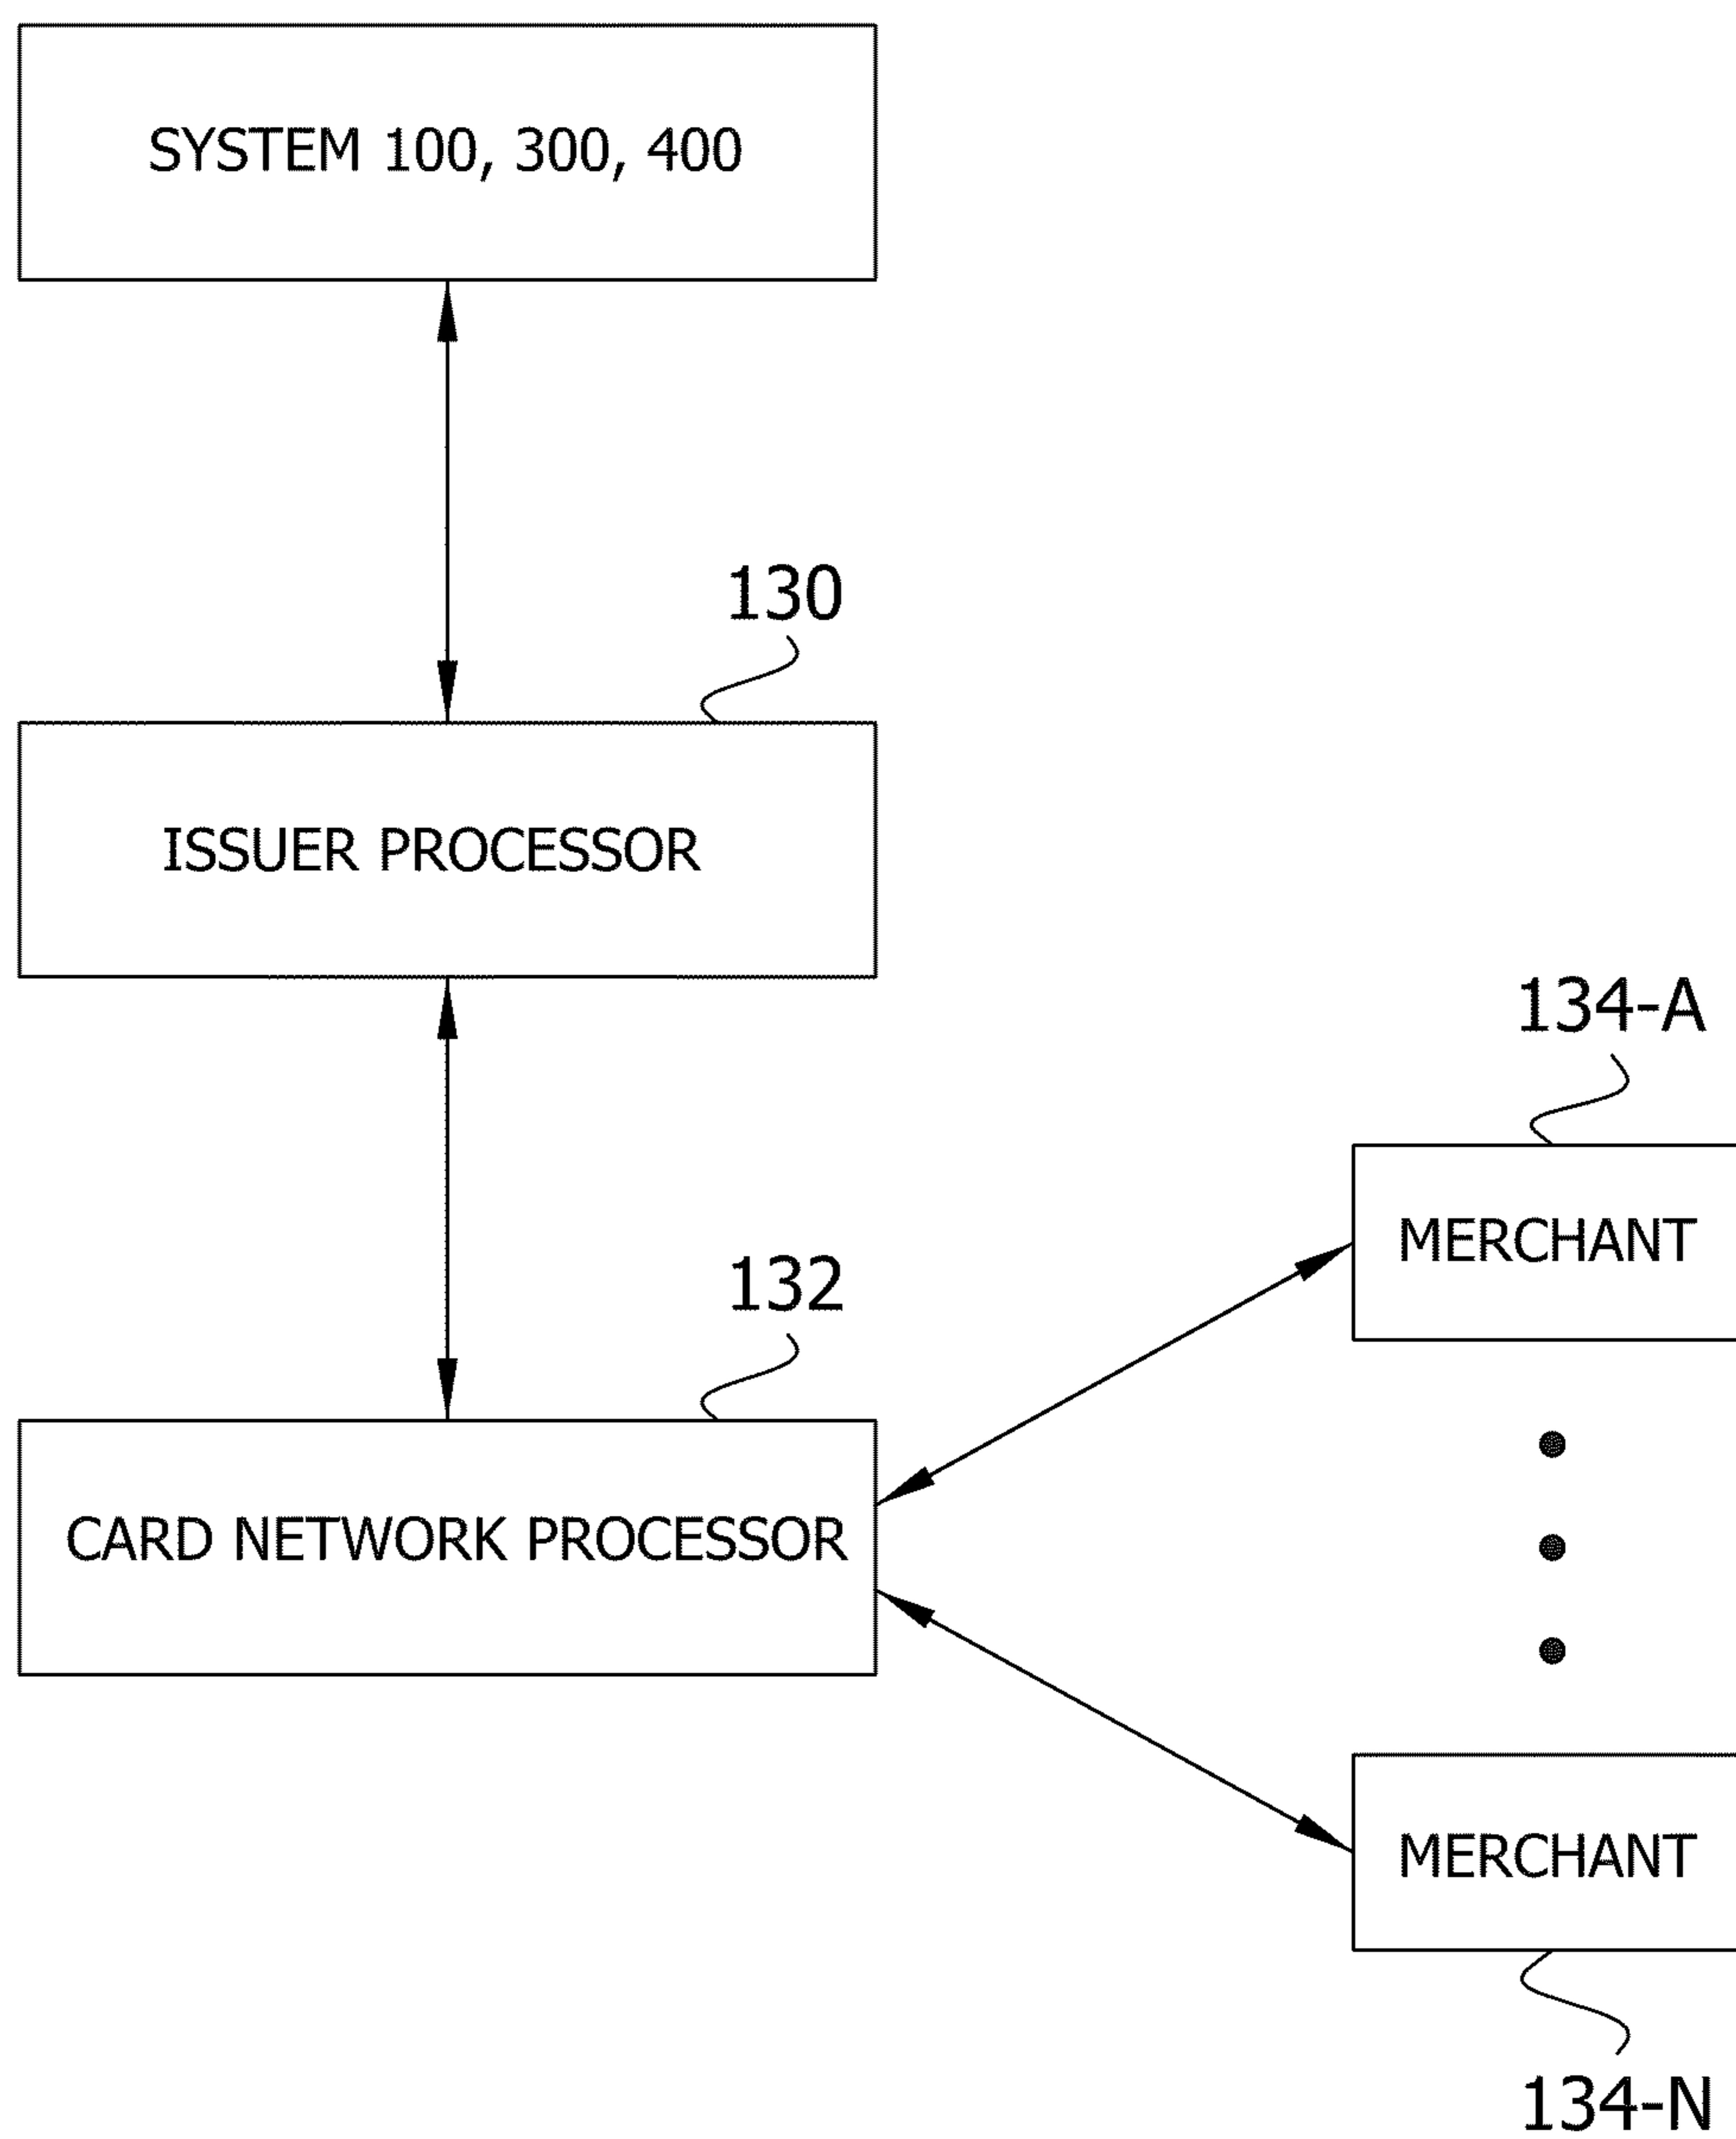 SYSTEM 100, 300, 400
130
ISSUER PROCESSOR
134-A
MERCHANT
132
CARD NETWORK PROCESSOR
MERCHANT
134-N